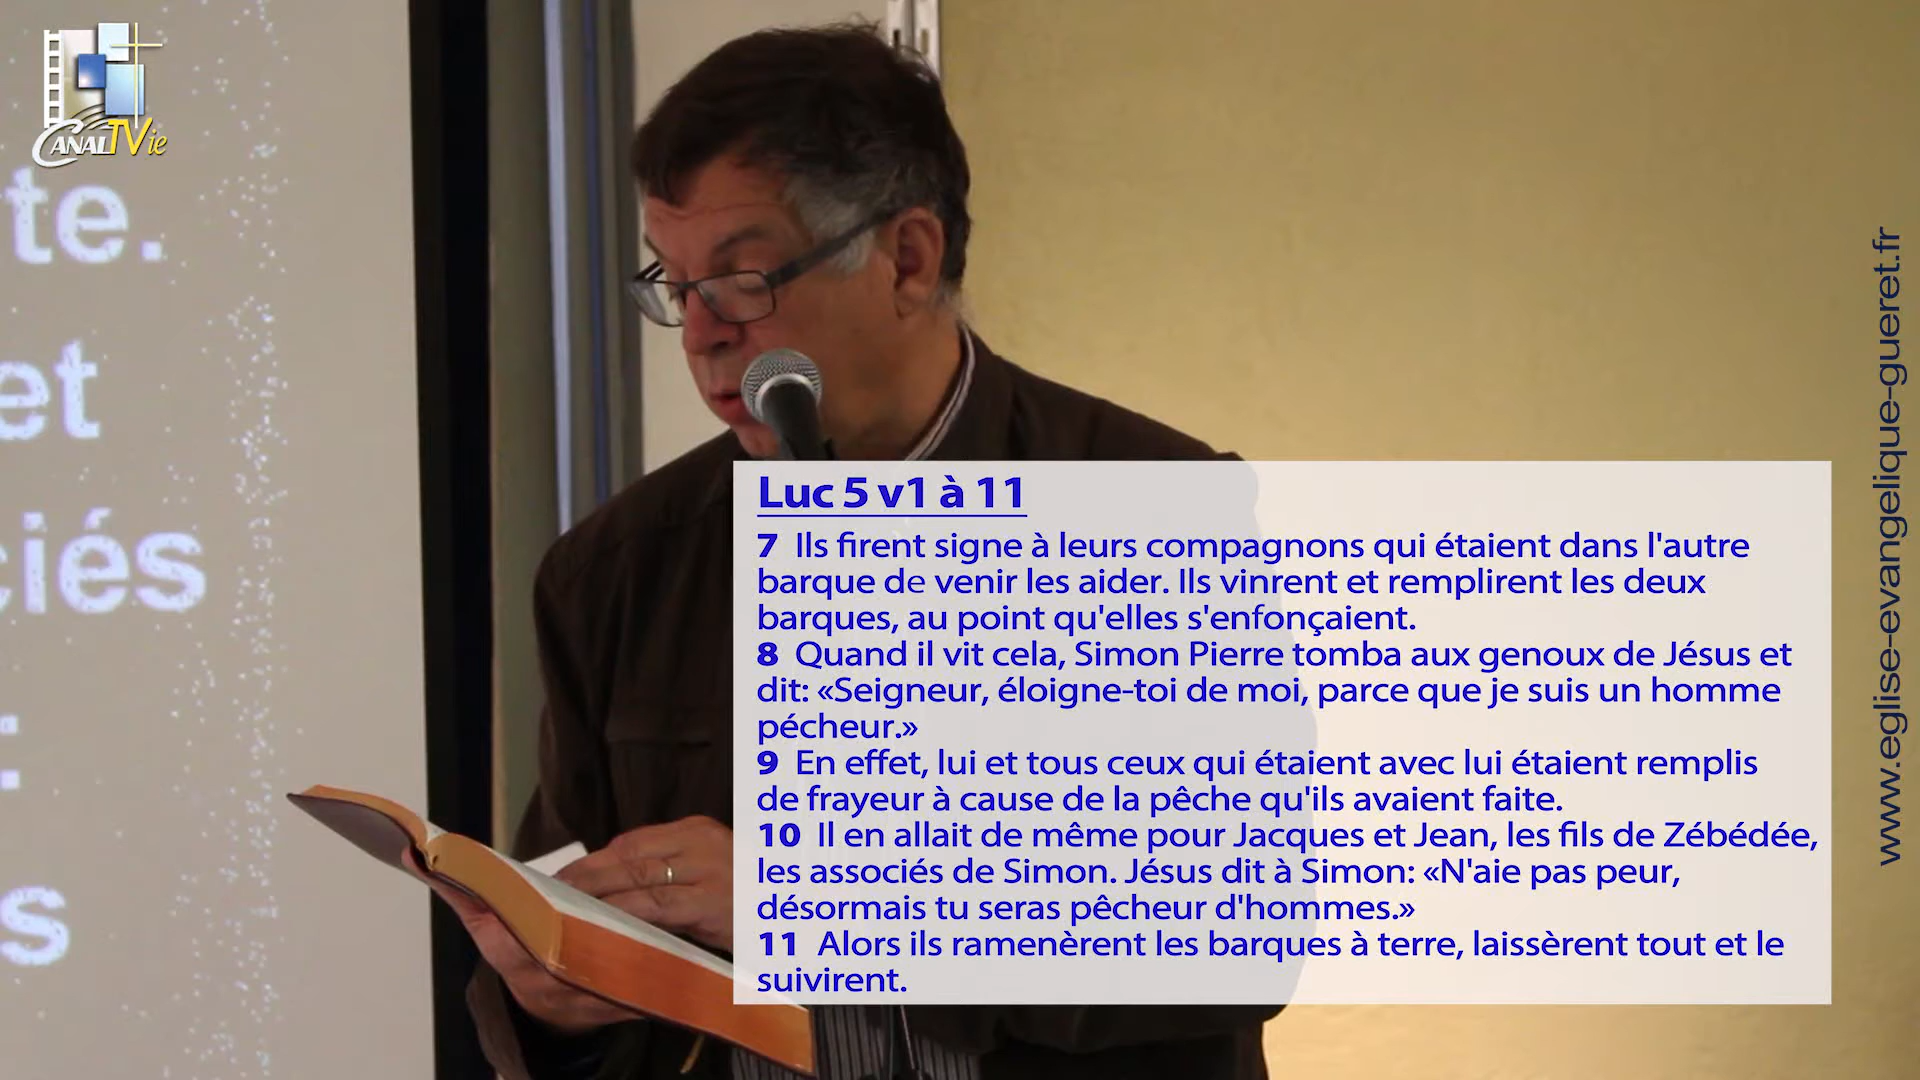 CANAL TVie
te.
et
ciés
s
Luc 5 v1 à 11
7 Ils firent signe à leurs compagnons qui étaient dans l'autre
barque de venir les aider. Ils vinrent et remplirent les deux
barques, au point qu'elles s'enfonçaient.
8 Quand il vit cela, Simon Pierre tomba aux genoux de Jésus et
dit: «Seigneur, éloigne-toi de moi, parce que je suis un homme
pécheur.»
9 En effet, lui et tous ceux qui étaient avec lui étaient remplis
de frayeur à cause de la pêche qu'ils avaient faite.
10 Il en allait de même pour Jacques et Jean, les fils de Zébédée,
les associés de Simon. Jésus dit à Simon: «N'aie pas peur,
désormais tu seras pêcheur d'hommes.»
11 Alors ils ramenèrent les barques à terre, laissèrent tout et le
suivirent.
www.eglise-evangelique-gueret.fr